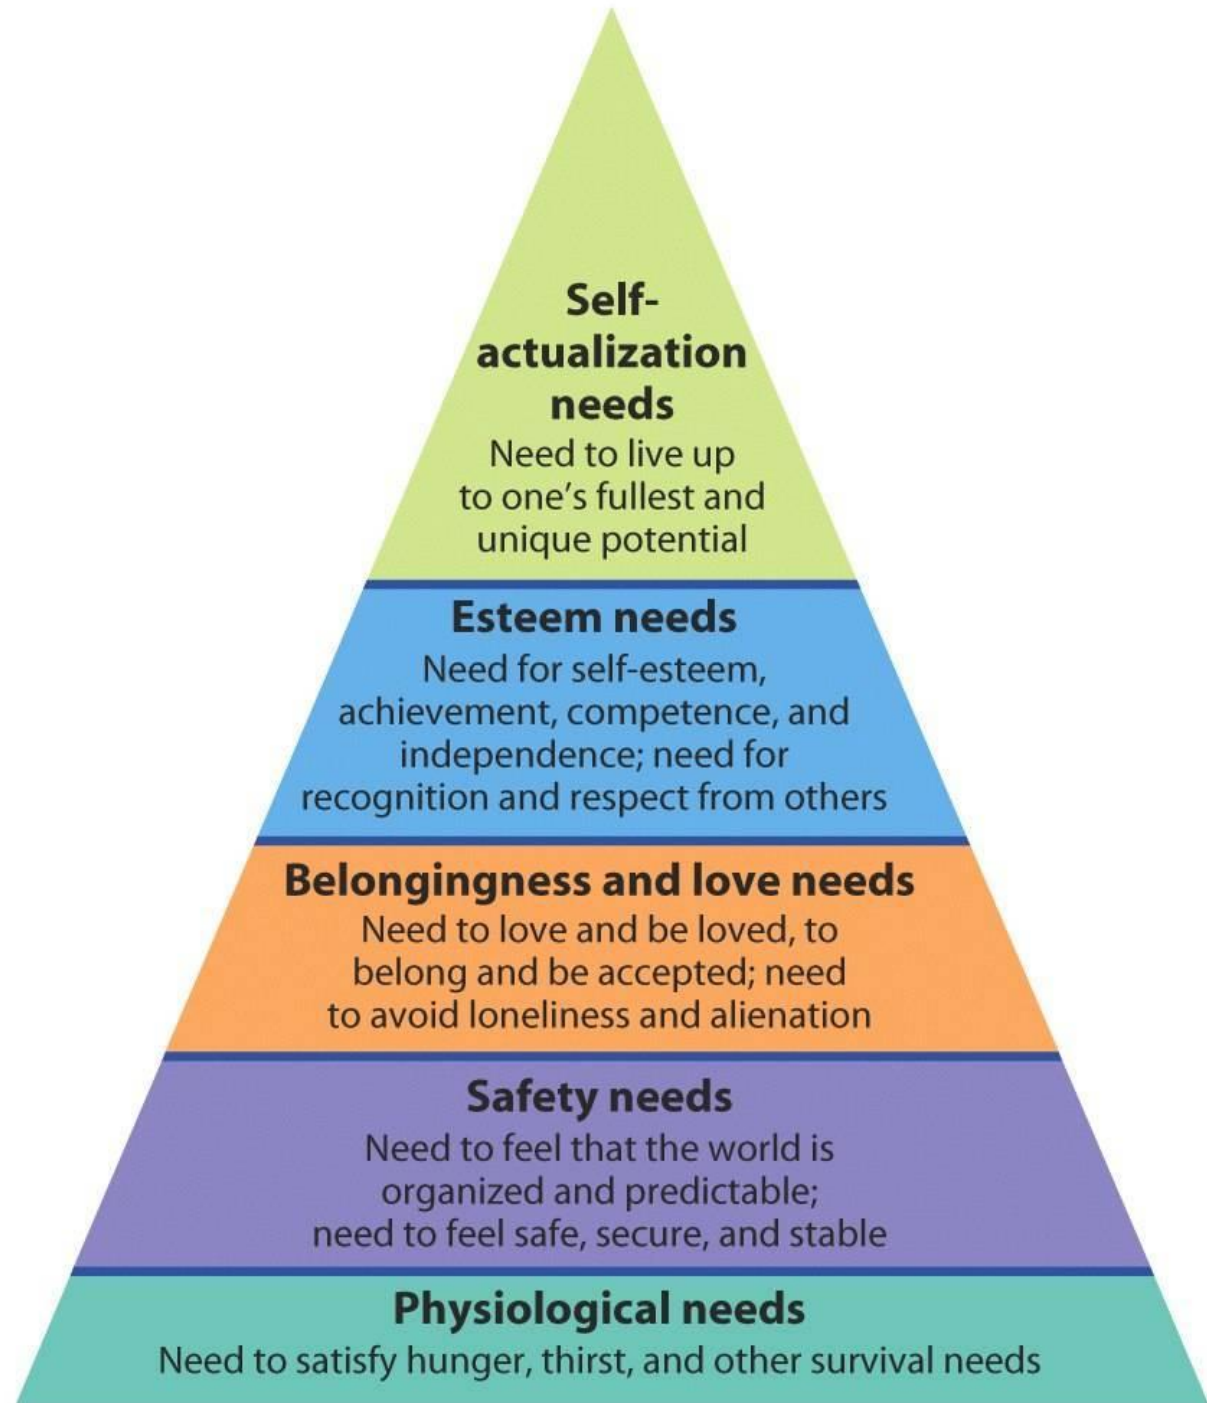 Self-
actualization
needs
Need to live up
to one’s fullest and
unique potential
Esteem needs
Need for self-esteem,
achievement, competence, and
independence; need for
recognition and respect from others
Belongingness and love needs
Need to love and be loved, to
belong and be accepted; need
to avoid loneliness and alienation
Safety needs
Need to feel that the world is
organized and predictable;
need to feel safe, secure, and stable
Physiological needs
Need to satisfy hunger, thirst, and other survival needs